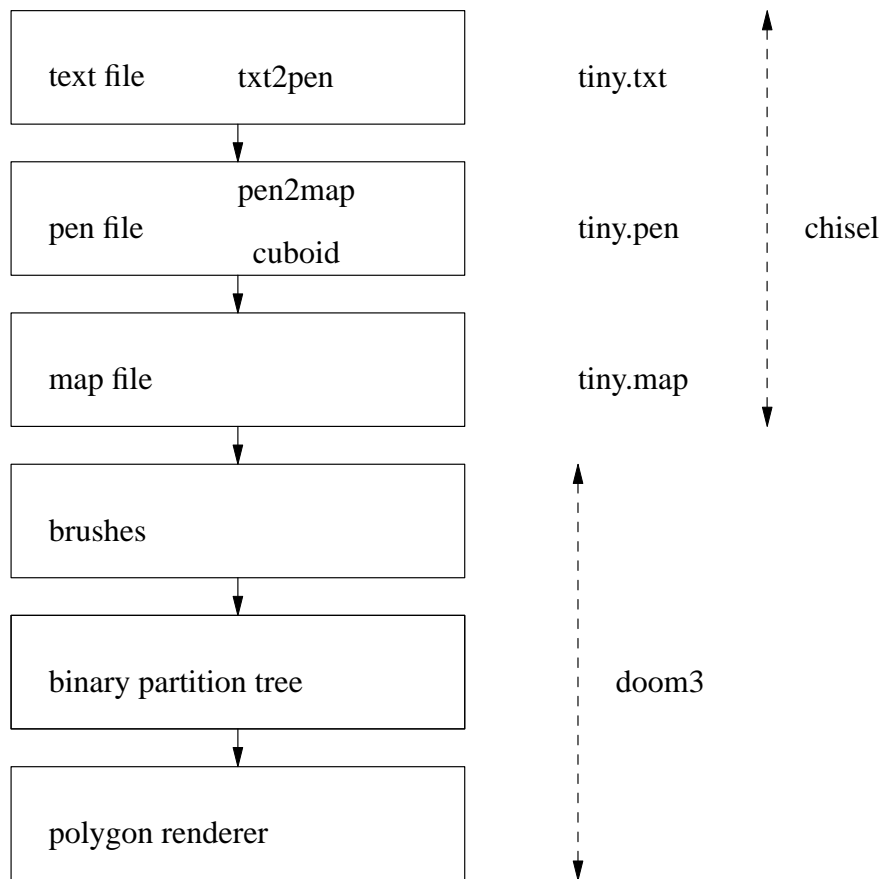 text file txt2pen tiny.txt
pen2map
pen file tiny.pen chisel
cuboid
map file tiny.map
brushes
binary partition tree doom3
polygon renderer